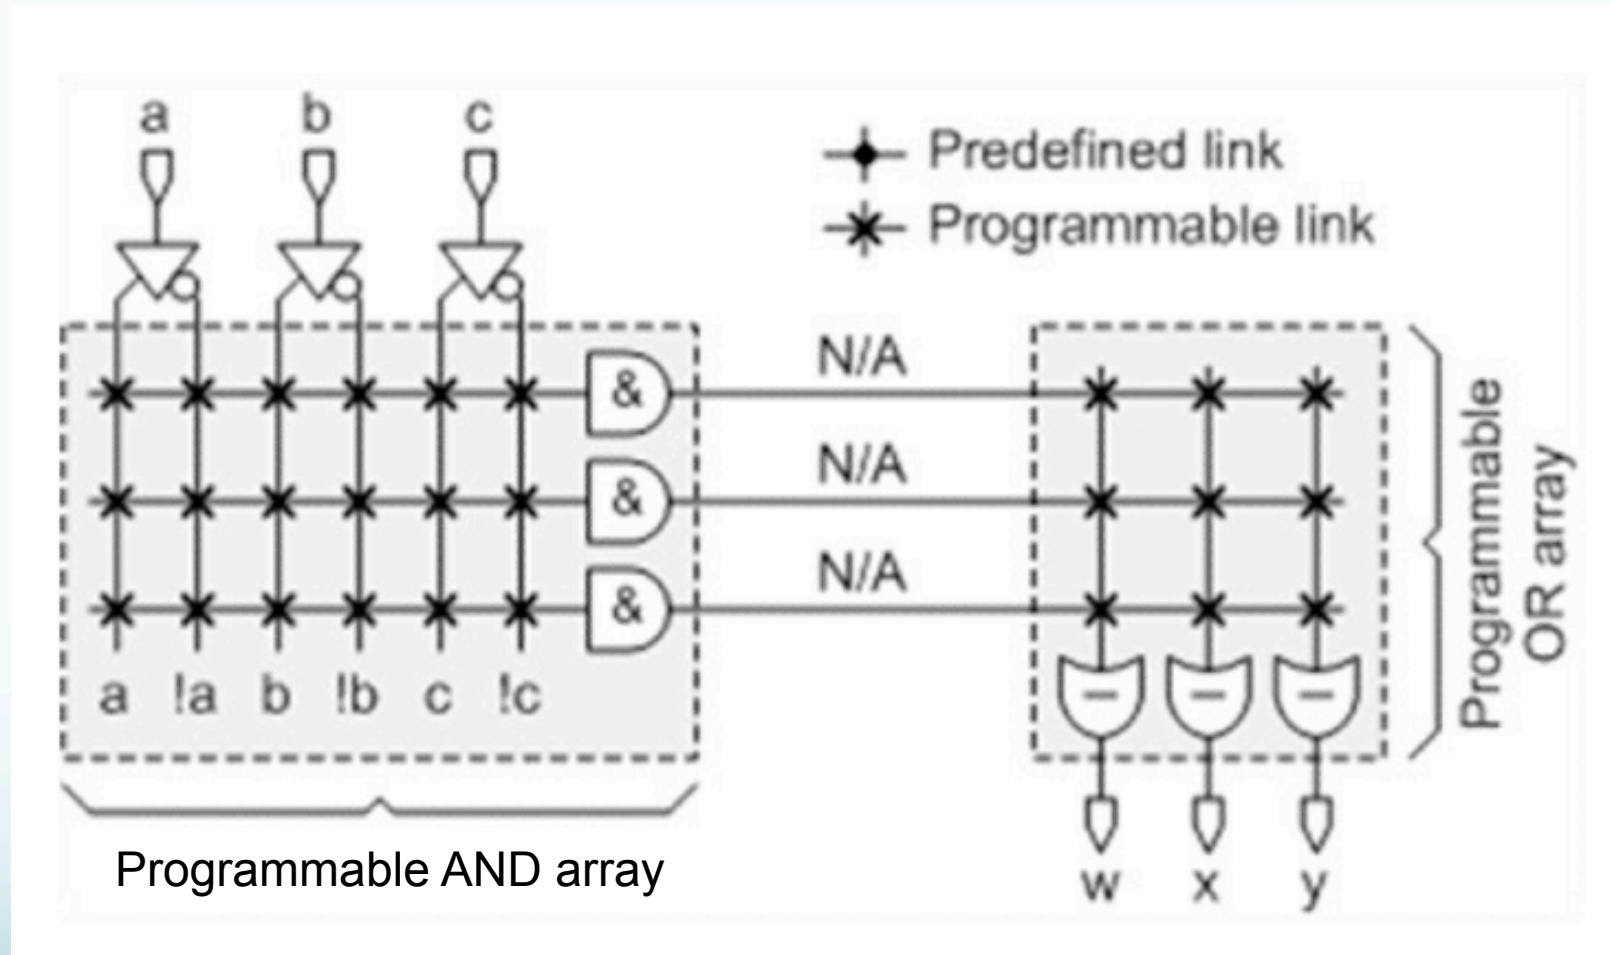 a b c
Predefined link
Programmable link
N/A
&
N/A
&
N/A
&
a !a b !b c !c
Programmable
OR array
Programmable AND array
w x y